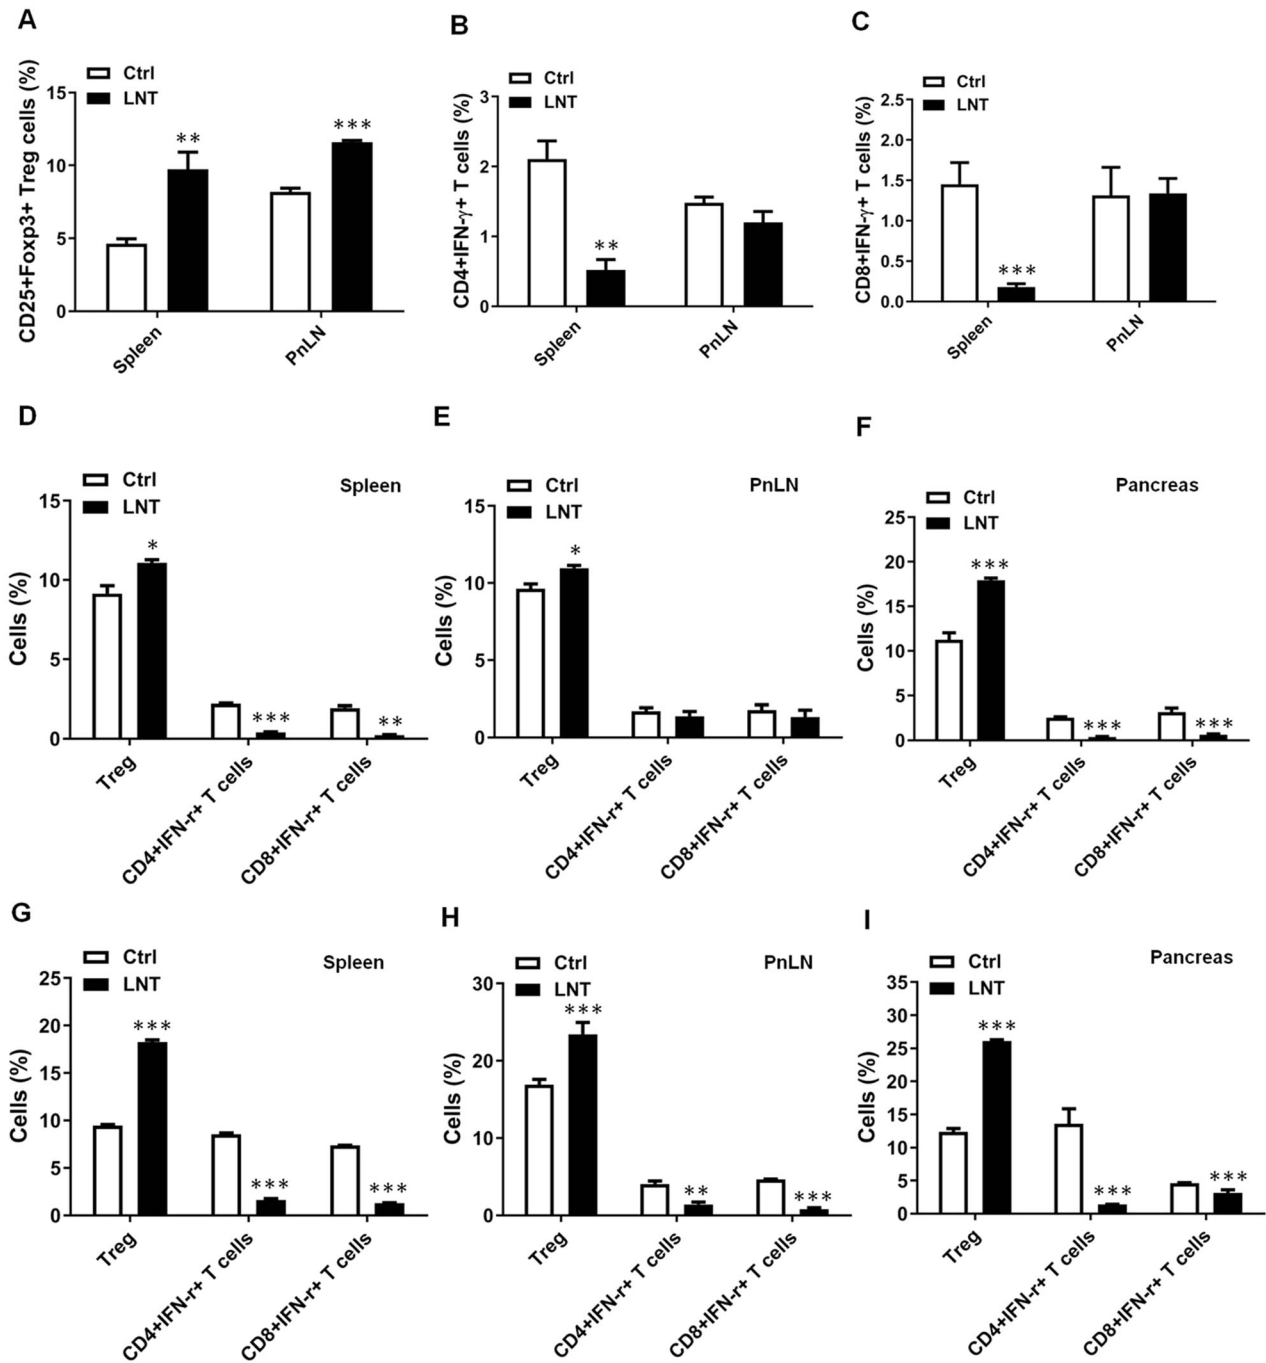 A
Ctrl
LNT
CD25+Foxp3+ Treg cells (%)
15
10
5
0
**
***
Spleen
PnLN
B
Ctrl
LNT
CD4+IFN-γ+ T cells (%)
3
2
1
0
**
Spleen
PnLN
C
Ctrl
LNT
CD8+IFN-γ+ T cells (%)
2.5
2.0
1.5
1.0
0.5
0.0
***
Spleen
PnLN
D
Ctrl
LNT
Spleen
Cells (%)
15
10
5
0
*
***
**
Treg
CD4+IFN-r+ T cells
CD8+IFN-r+ T cells
E
Ctrl
LNT
PnLN
Cells (%)
15
10
5
0
*
Treg
CD4+IFN-r+ T cells
CD8+IFN-r+ T cells
F
Ctrl
LNT
Pancreas
Cells (%)
25
20
15
10
5
0
***
***
***
Treg
CD4+IFN-r+ T cells
CD8+IFN-r+ T cells
G
Ctrl
LNT
Spleen
Cells (%)
25
20
15
10
5
0
***
***
***
Treg
CD4+IFN-r+ T cells
CD8+IFN-r+ T cells
H
Ctrl
LNT
PnLN
Cells (%)
30
20
10
0
***
**
***
Treg
CD4+IFN-r+ T cells
CD8+IFN-r+ T cells
I
Ctrl
LNT
Pancreas
Cells (%)
35
30
25
20
15
10
5
0
***
***
***
Treg
CD4+IFN-r+ T cells
CD8+IFN-r+ T cells